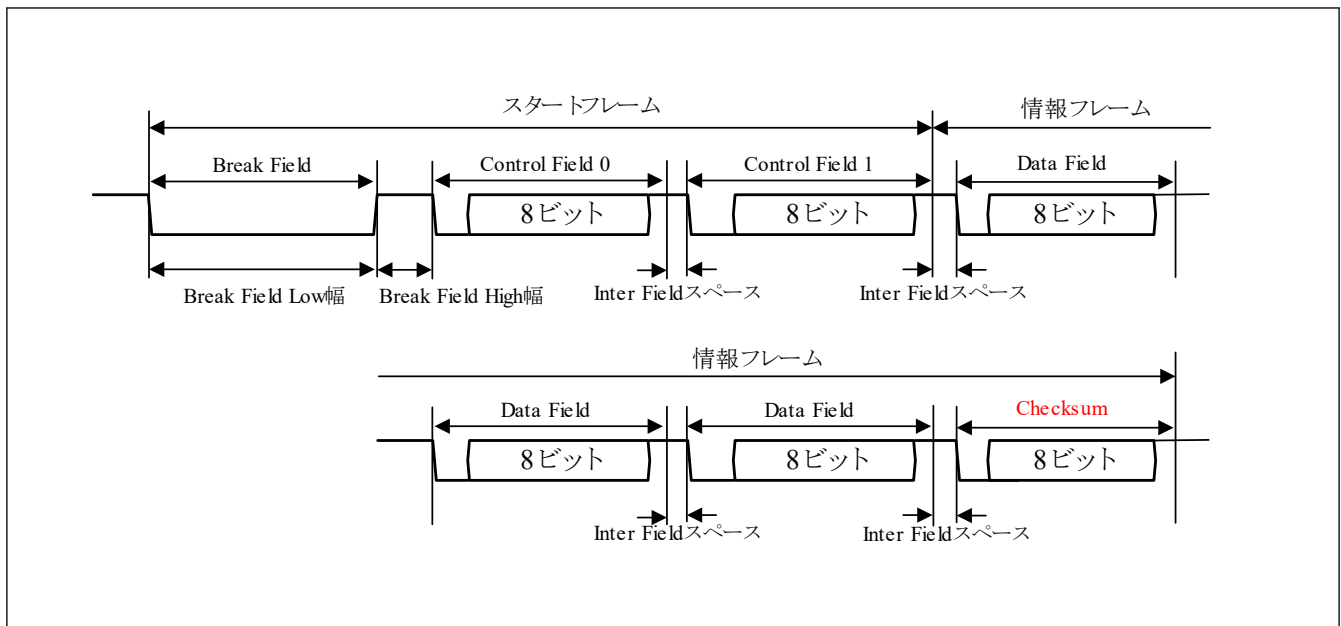 スタートフレーム 情報フレーム
Break Field Control Field 0 Control Field 1 Data Field
8ビット 8ビット 8ビット
Break Field Low幅 Break Field High幅 Inter Fieldスペース Inter Fieldスペース
情報フレーム
Data Field Data Field Checksum
8ビット 8ビット 8ビット
Inter Fieldスペース Inter Fieldスペース